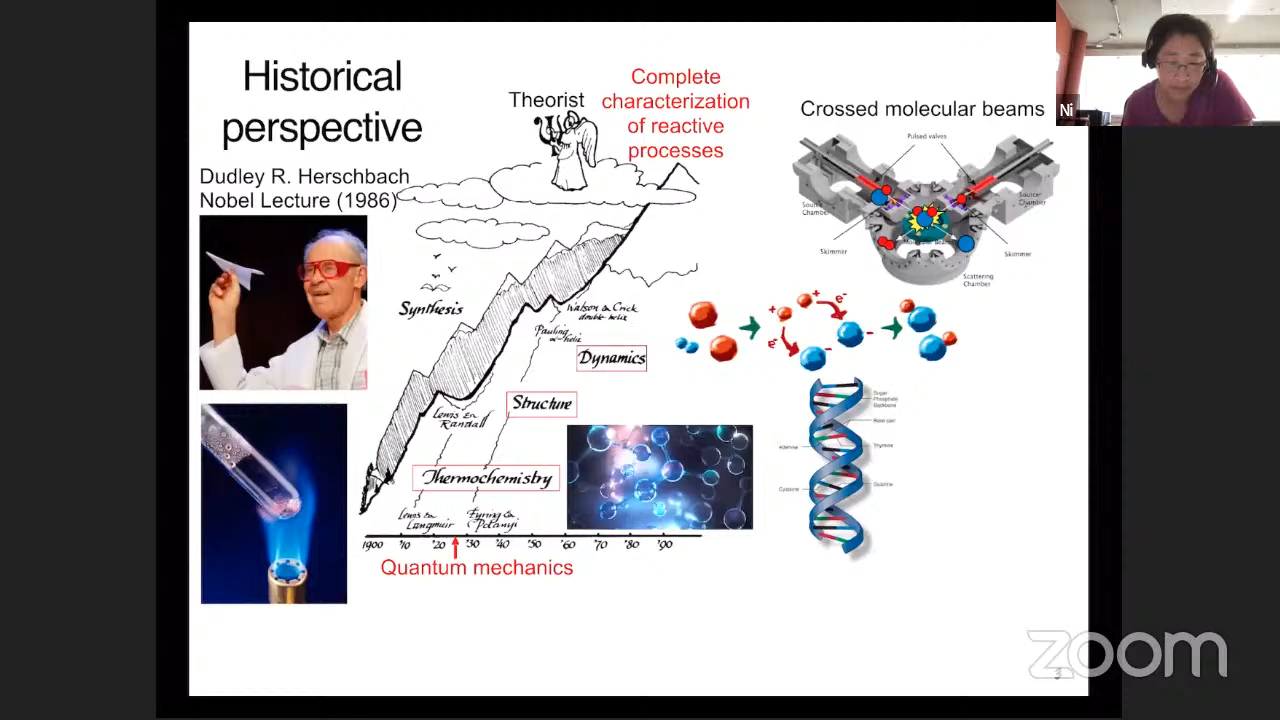 Historical
perspective
Dudley R. Herschbach
Nobel Lecture (1986)
Theorist
Complete
characterization
of reactive
processes
Crossed molecular beams
Ni
Pulsed valves
Source
Chamber
Source
Chamber
Skimmer
Skimmer
Scattering
Chamber
Synthesis
Watson & Crick
double-helix
Pauling
α-helix
Dynamics
Structure
Lewis &
Randall
Thermochemistry
Lewis &
Langmuir
Eyring &
Polanyi
1900 '10 '20 '30 '40 '50 '60 '70 '80 '90
Quantum mechanics
+ + e-
e- - -
Sugar
Phosphate
Backbone
Base pair
Adenine
Thymine
Cytosine
Guanine
zoom
3